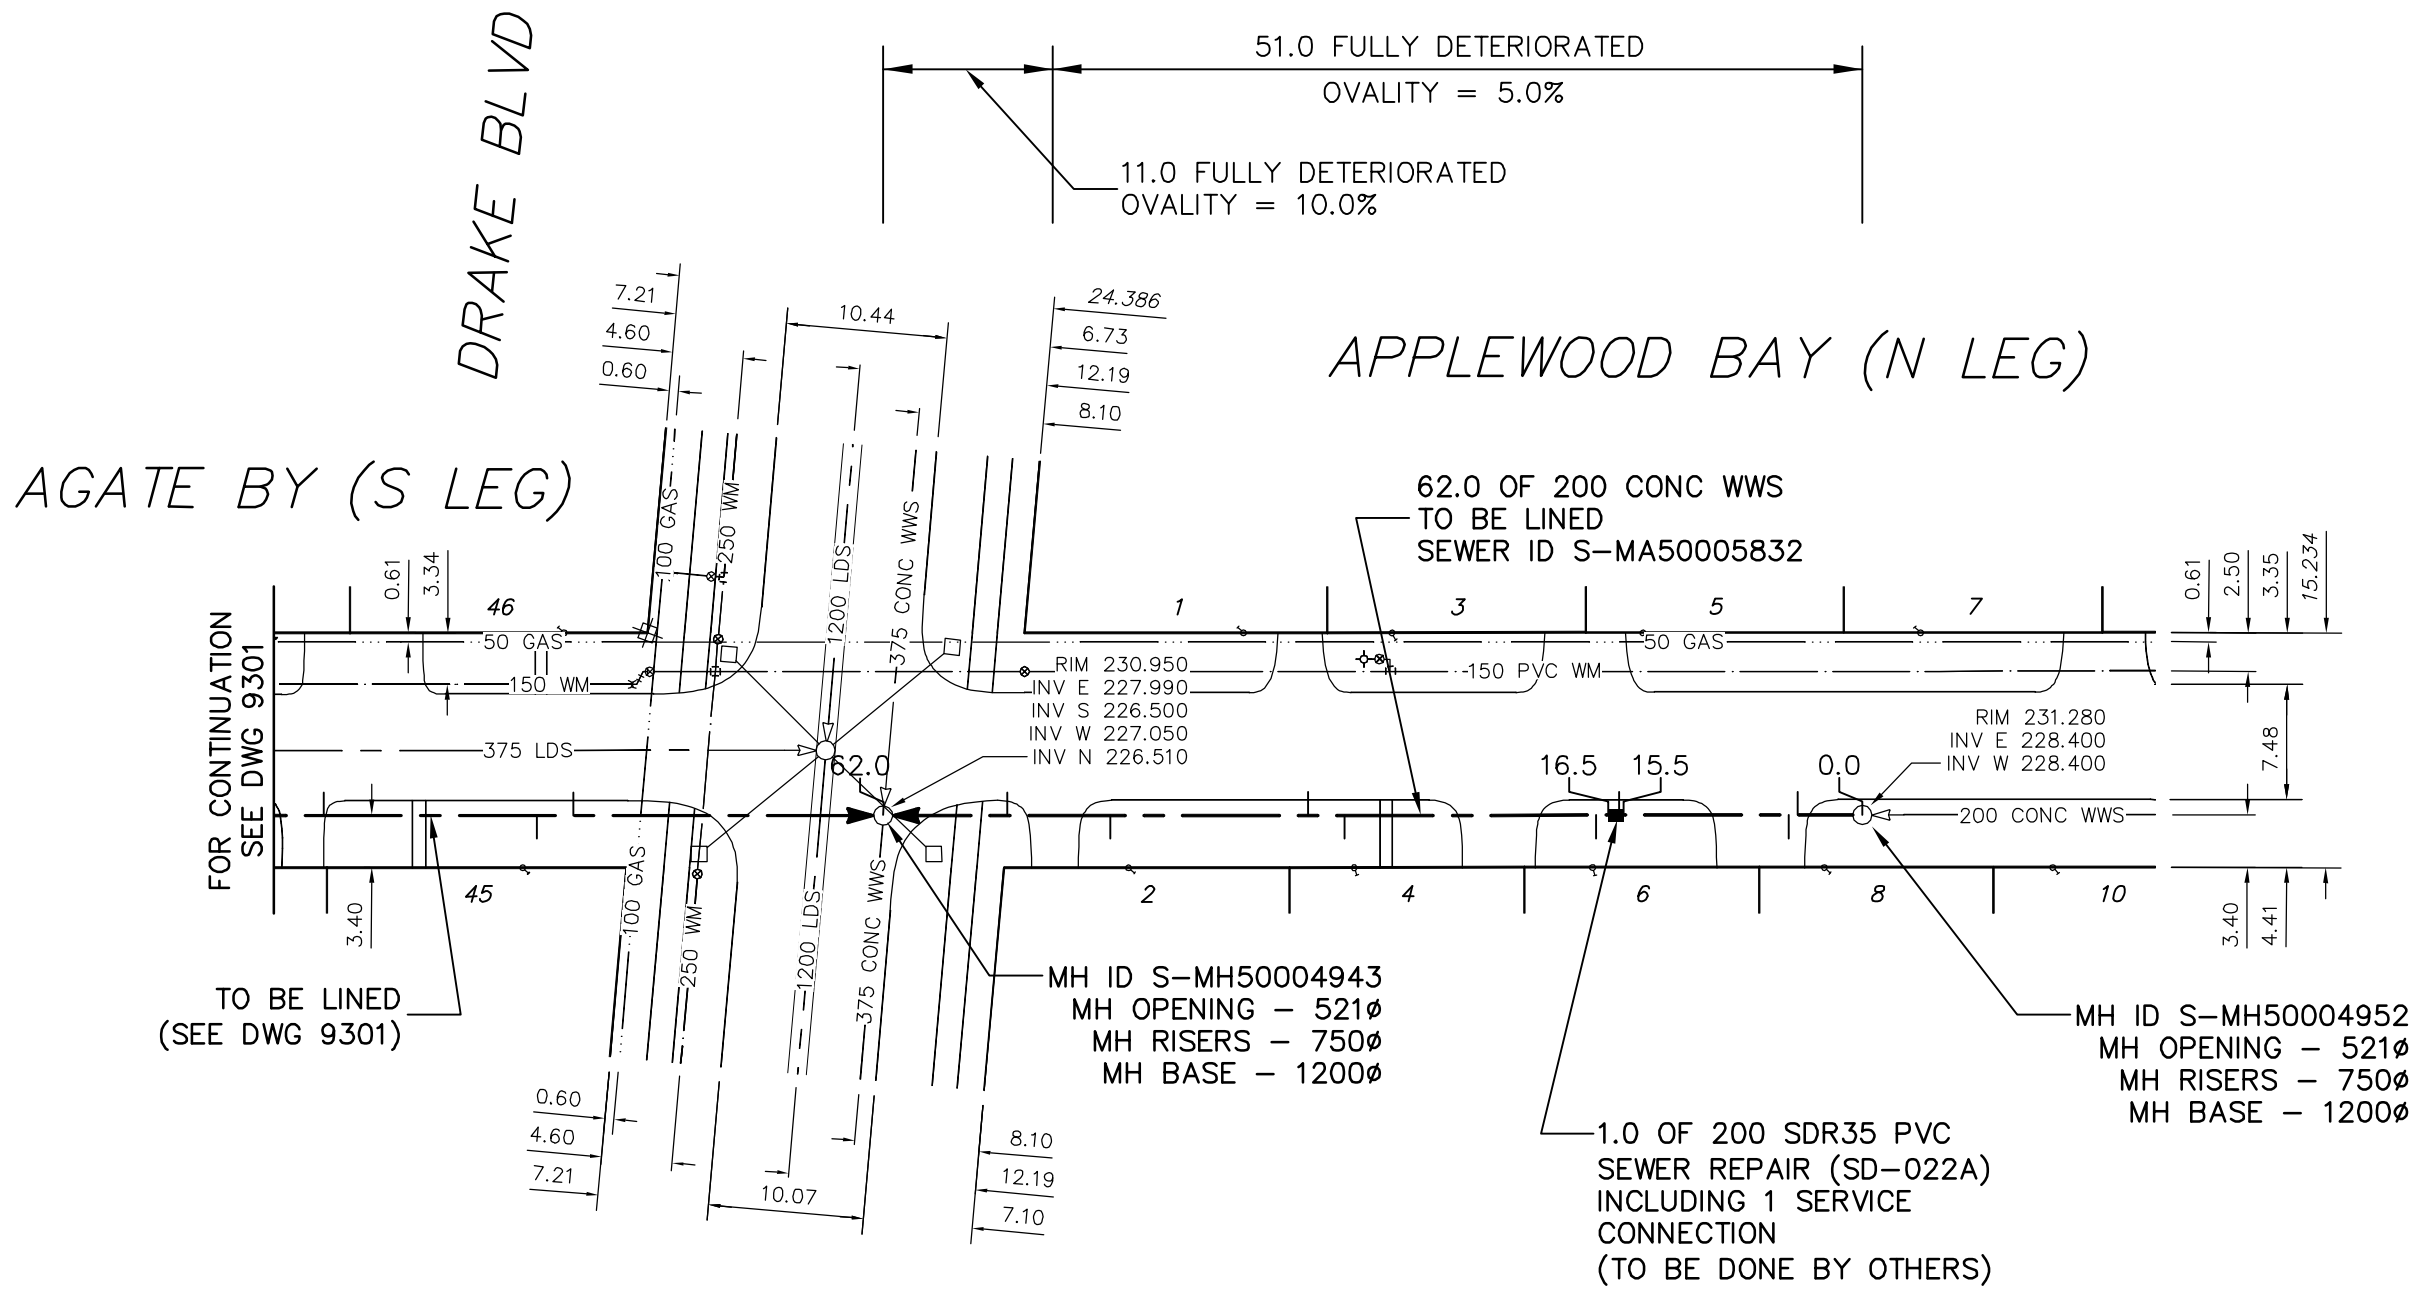 DRAKE BLVD
51.0 FULLY DETERIORATED
OVALITY = 5.0%
11.0 FULLY DETERIORATED
OVALITY = 10.0%
7.21
4.60
0.60
10.44
24.386
6.73
12.19
8.10
APPLEWOOD BAY (N LEG)
AGATE BY (S LEG)
62.0 OF 200 CONC WWS
TO BE LINED
SEWER ID S-MA50005832
100 GAS
250 WM
1200 LDS
375 CONC WWS
0.61
3.34
0.61
2.50
3.35
15.234
FOR CONTINUATION
SEE DWG 9301
46
1
3
5
7
50 GAS
50 GAS
150 WM
150 PVC WM
RIM 230.950
INV E 227.990
INV S 226.500
INV W 227.050
INV N 226.510
RIM 231.280
INV E 228.400
INV W 228.400
7.48
375 LDS
62.0
16.5
15.5
0.0
200 CONC WWS
45
2
4
6
8
10
3.40
100 GAS
250 WM
1200 LDS
375 CONC WWS
3.40
4.41
TO BE LINED
(SEE DWG 9301)
MH ID S-MH50004943
MH OPENING - 521ø
MH RISERS - 750ø
MH BASE - 1200ø
MH ID S-MH50004952
MH OPENING - 521ø
MH RISERS - 750ø
MH BASE - 1200ø
0.60
4.60
7.21
10.07
8.10
12.19
7.10
1.0 OF 200 SDR35 PVC
SEWER REPAIR (SD-022A)
INCLUDING 1 SERVICE
CONNECTION
(TO BE DONE BY OTHERS)